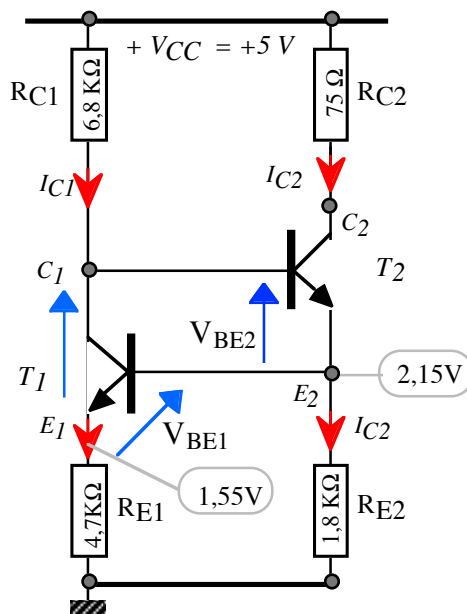 + VCC = +5 V
RC1
6,8 KΩ
75 Ω
RC2
IC1
IC2
C2
C1
T2
VBE2
T1
E2
2,15V
E1
VBE1
IC2
1,55V
RE1
4,7KΩ
1,8 KΩ
RE2